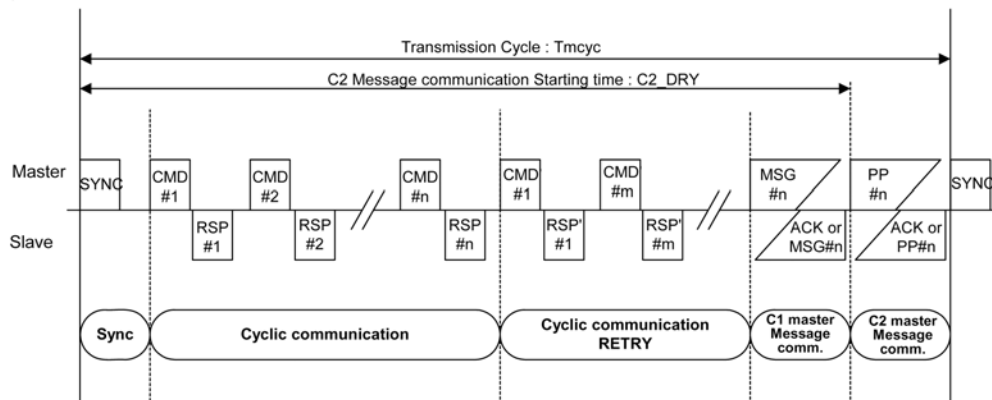 Transmission Cycle : Tmcyc
C2 Message communication Starting time : C2_DRY
Master
SYNC
CMD
#1
CMD
#2
CMD
#n
CMD
#1
CMD
#m
MSG
#n
PP
#n
SYNC
Slave
RSP
#1
RSP
#2
RSP
#n
RSP'
#1
RSP'
#m
ACK or
MSG#n
ACK or
PP#n
Sync
Cyclic communication
Cyclic communication
RETRY
C1 master
Message
comm.
C2 master
Message
comm.